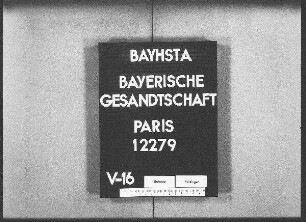 BAYHSTA
BAYERISCHE
GESANDTSCHAFT
PARIS
12279
V-16